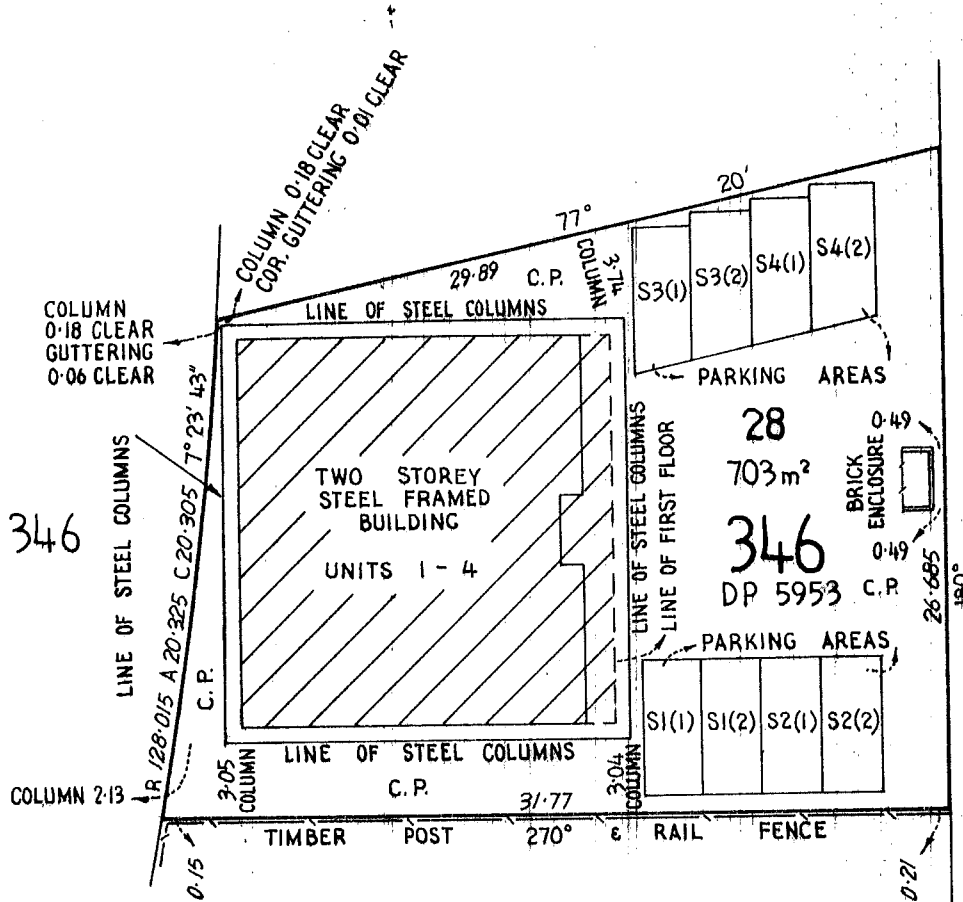 COLUMN 0·18 CLEAR
COR. GUTTERING 0·01 CLEAR
20'
77°
29·89
C.P.
COLUMN
3·74
S3(1)
S3(2)
S4(1)
S4(2)
LINE OF STEEL COLUMNS
COLUMN
0·18 CLEAR
GUTTERING
0·06 CLEAR
PARKING AREAS
7° 23' 43"
C 20·305
A 20·325
R 128·015
LINE OF STEEL COLUMNS
346
TWO STOREY
STEEL FRAMED
BUILDING
UNITS 1 - 4
LINE OF STEEL COLUMNS
LINE OF FIRST FLOOR
28
703m²
346
DP 5953
C.P.
BRICK
ENCLOSURE
0·49
0·49
26·685
180°
PARKING AREAS
S1(1)
S1(2)
S2(1)
S2(2)
C.P.
LINE OF STEEL COLUMNS
3·05
COLUMN
C.P.
3·04
COLUMN
COLUMN 2·13
31·77
TIMBER POST 270° & RAIL FENCE
0·15
0·21